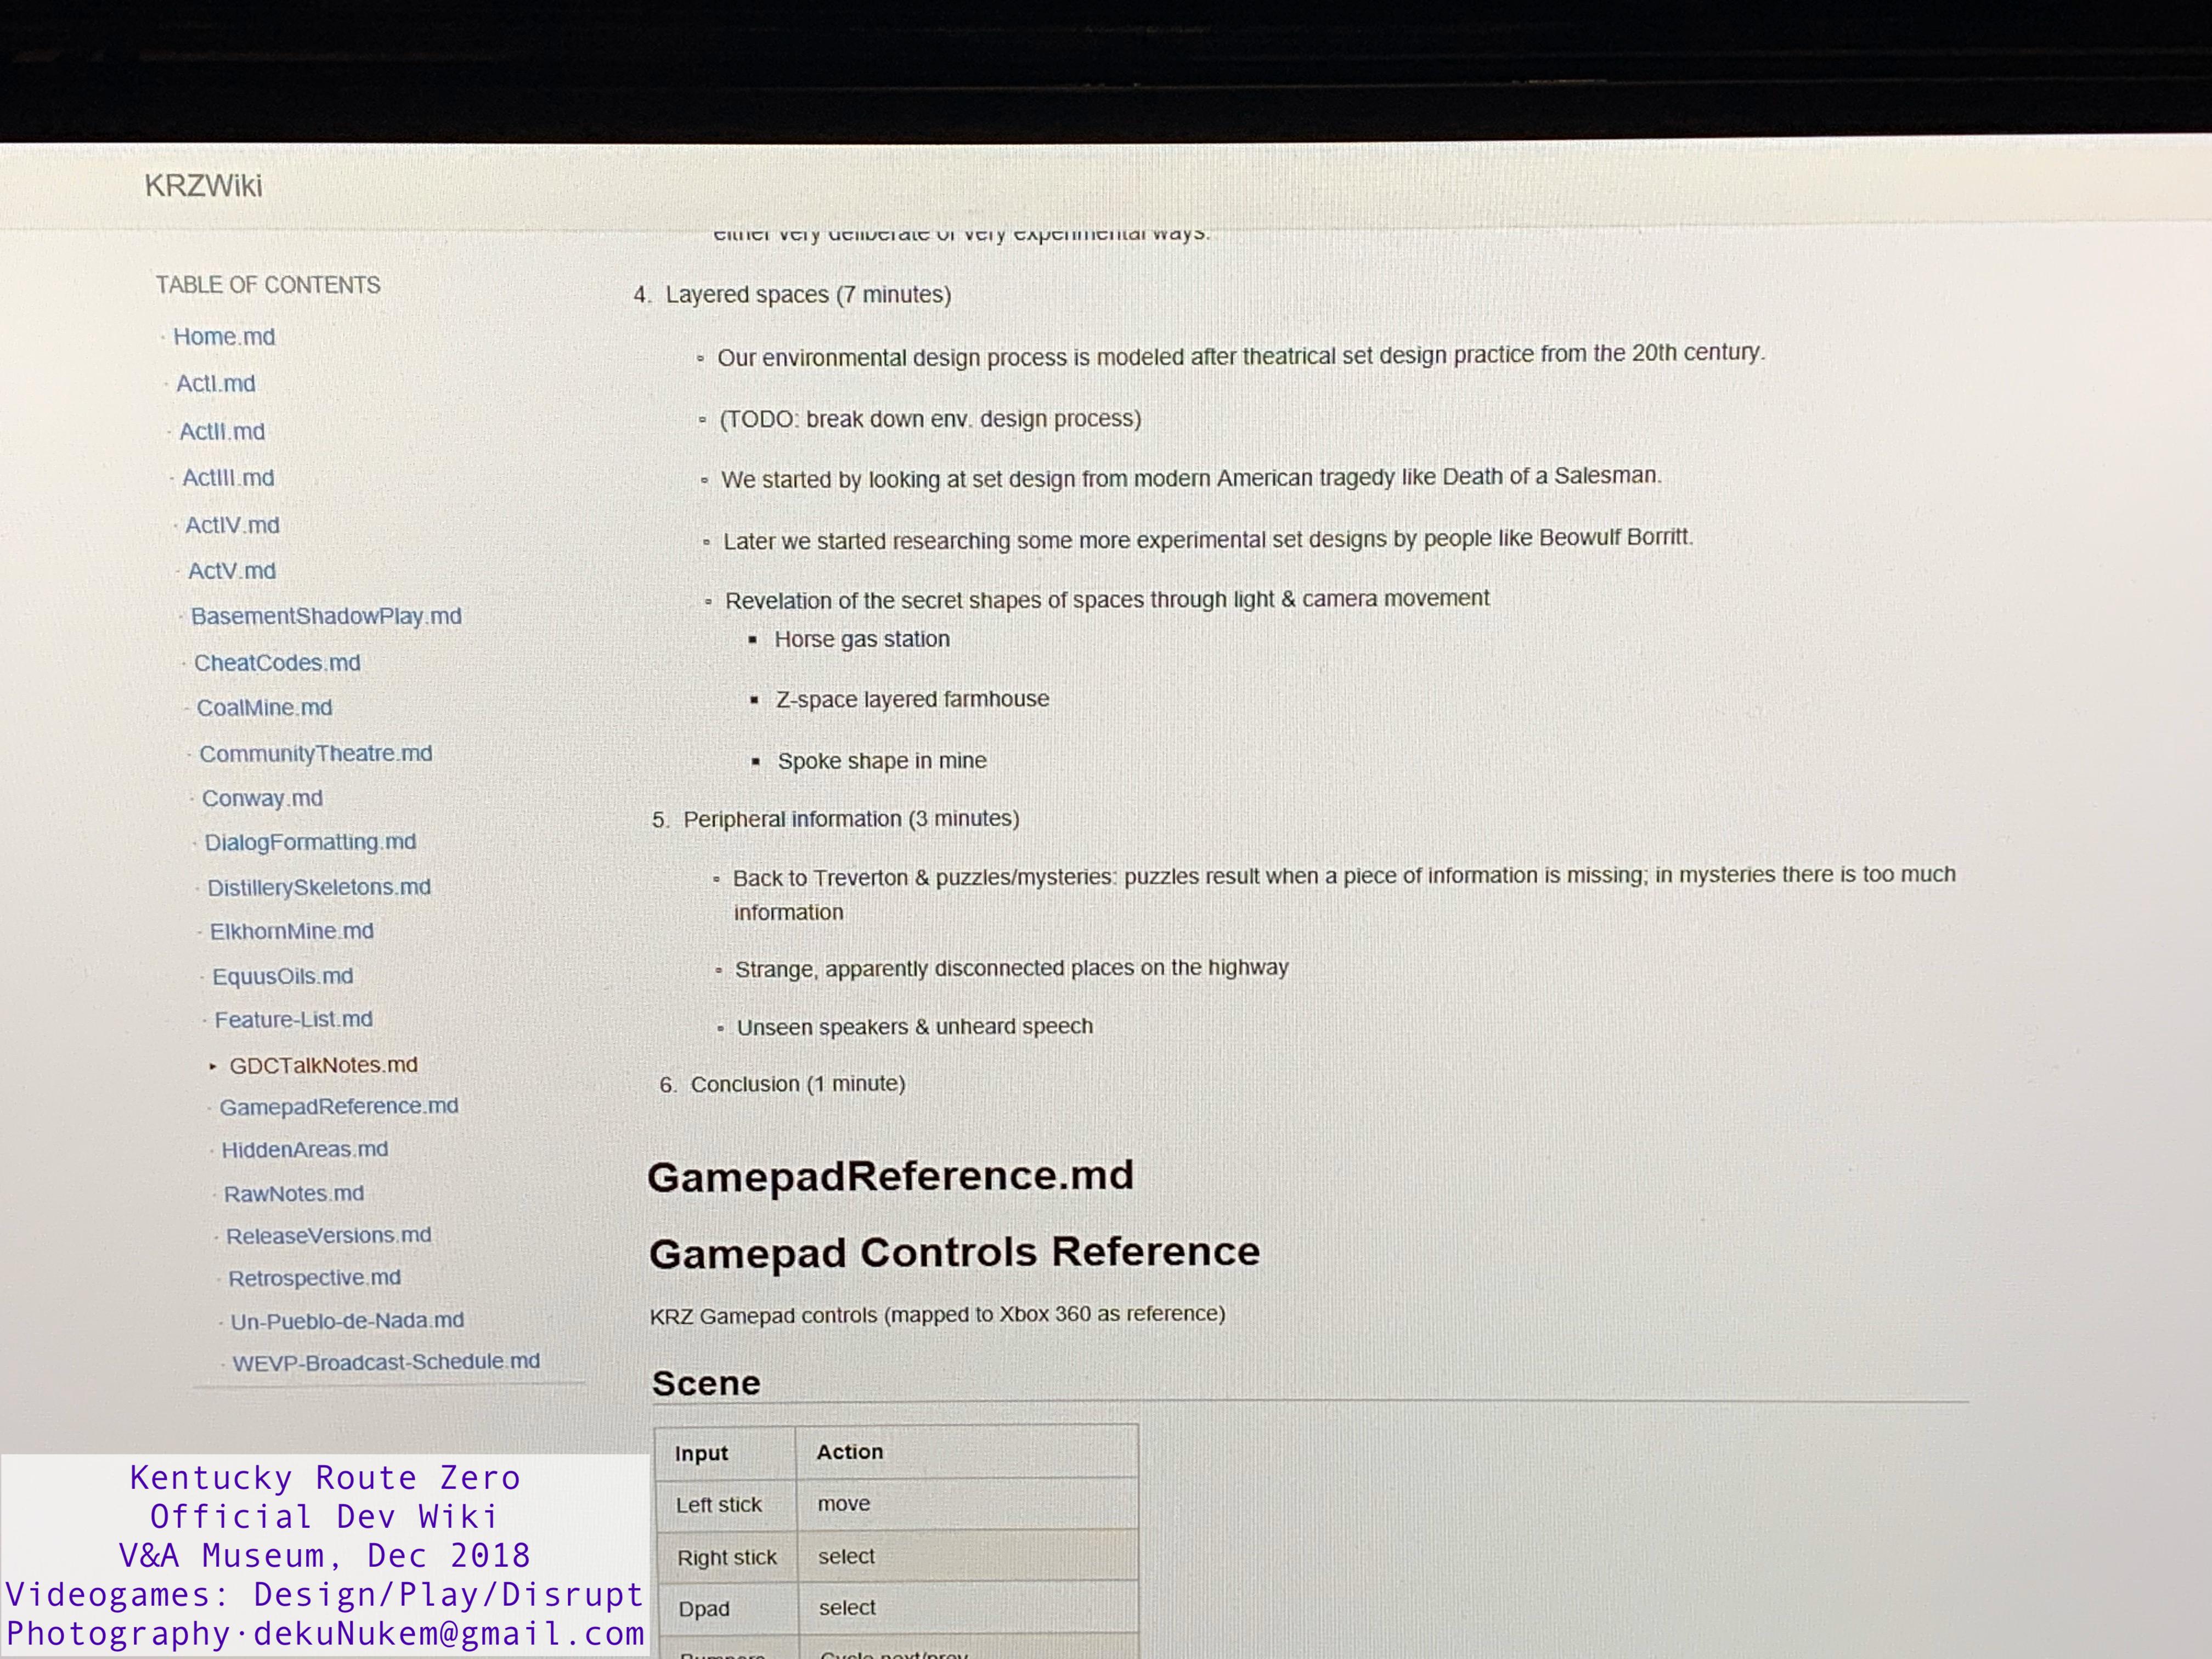 KRZWiki
TABLE OF CONTENTS
Home.md
ActI.md
ActII.md
ActIII.md
ActIV.md
ActV.md
BasementShadowPlay.md
CheatCodes.md
CoalMine.md
CommunityTheatre.md
Conway.md
DialogFormatting.md
DistillerySkeletons.md
ElkhornMine.md
EquusOils.md
Feature-List.md
GDCTalkNotes.md
GamepadReference.md
HiddenAreas.md
RawNotes.md
ReleaseVersions.md
Retrospective.md
Un-Pueblo-de-Nada.md
WEVP-Broadcast-Schedule.md
either very deliberate or very experimental ways.
4. Layered spaces (7 minutes)
Our environmental design process is modeled after theatrical set design practice from the 20th century.
(TODO: break down env. design process)
We started by looking at set design from modern American tragedy like Death of a Salesman.
Later we started researching some more experimental set designs by people like Beowulf Borritt.
Revelation of the secret shapes of spaces through light & camera movement
Horse gas station
Z-space layered farmhouse
Spoke shape in mine
5. Peripheral information (3 minutes)
Back to Treverton & puzzles/mysteries: puzzles result when a piece of information is missing; in mysteries there is too much
information
Strange, apparently disconnected places on the highway
Unseen speakers & unheard speech
6. Conclusion (1 minute)
GamepadReference.md
Gamepad Controls Reference
KRZ Gamepad controls (mapped to Xbox 360 as reference)
Scene
Input Action
Left stick move
Right stick select
Dpad select
Bumpers Cycle next/prev
Kentucky Route Zero
Official Dev Wiki
V&A Museum, Dec 2018
Videogames: Design/Play/Disrupt
Photography·dekuNukem@gmail.com